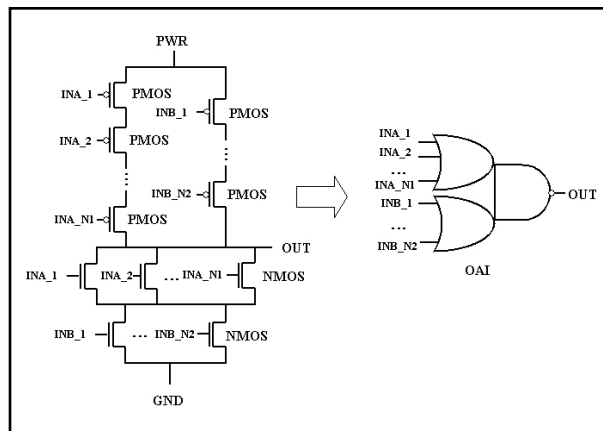 PWR
INA_1 PMOS
INB_1 PMOS
INA_2 PMOS
INB_N2 PMOS
INA_N1 PMOS
OUT
INA_1 INA_2 ... INA_N1 NMOS
INB_1 ... INB_N2 NMOS
GND
INA_1
INA_2
...
INA_N1
INB_1
OUT
...
INB_N2
OAI